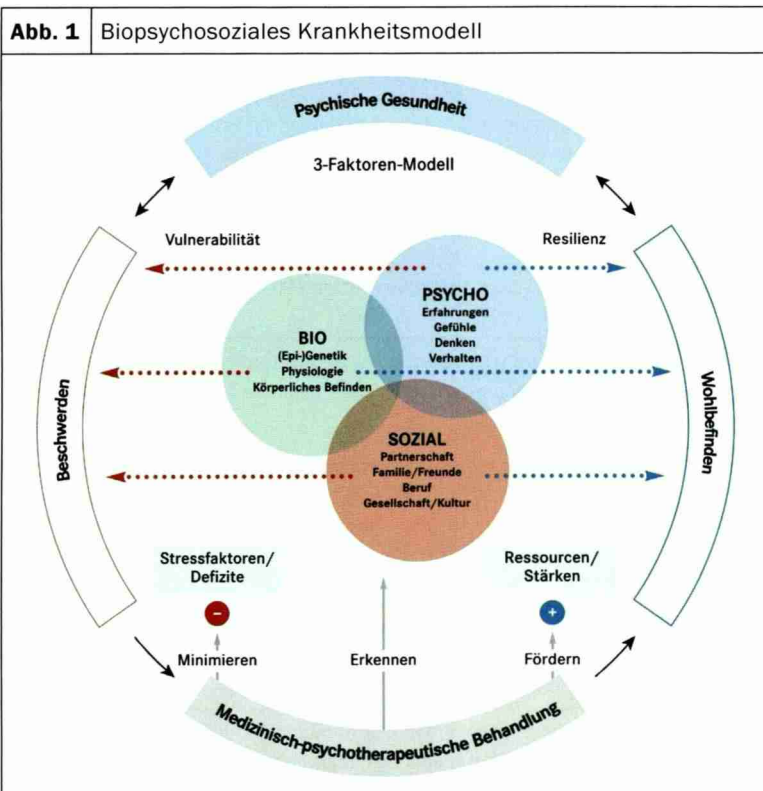 Abb. 1 Biopsychosoziales Krankheitsmodell
Psychische Gesundheit
3-Faktoren-Modell
Vulnerabilität
Resilienz
PSYCHO
Erfahrungen
Gefühle
Denken
Verhalten
BIO
(Epi-)Genetik
Physiologie
Körperliches Befinden
SOZIAL
Partnerschaft
Familie/Freunde
Beruf
Gesellschaft/Kultur
Beschwerden
Wohlbefinden
Stressfaktoren/
Defizite
−
Ressourcen/
Stärken
+
Minimieren
Erkennen
Fördern
Medizinisch-psychotherapeutische Behandlung